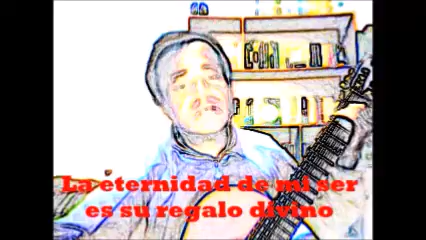 La eternidad de mi ser
es su regalo divino